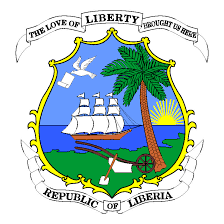 THE LOVE OF LIBERTY BROUGHT US HERE
REPUBLIC OF LIBERIA